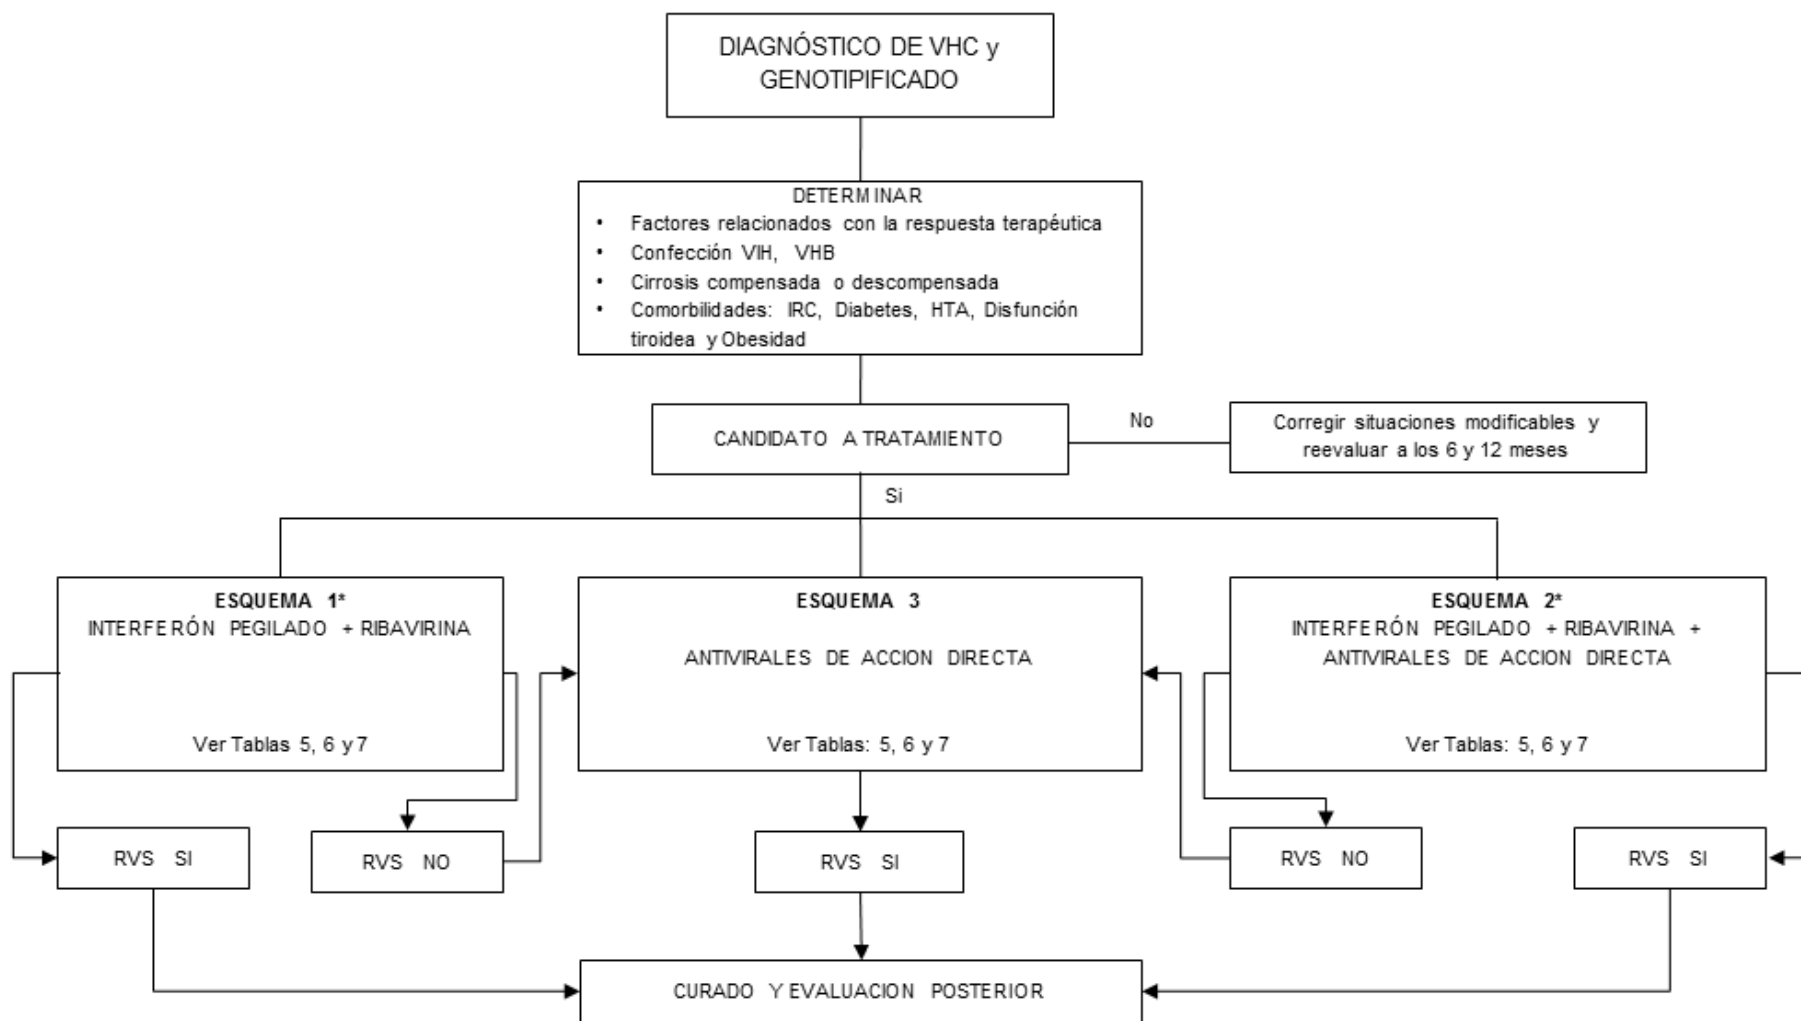 DIAGNÓSTICO DE VHC y
GENOTIPIFICADO
DETERMINAR
• Factores relacionados con la respuesta terapéutica
• Confección VIH, VHB
• Cirrosis compensada o descompensada
• Comorbilidades: IRC, Diabetes, HTA, Disfunción
tiroidea y Obesidad
CANDIDATO A TRATAMIENTO
No
Corregir situaciones modificables y
reevaluar a los 6 y 12 meses
Si
ESQUEMA 1*
INTERFERÓN PEGILADO + RIBAVIRINA
Ver Tablas 5, 6 y 7
ESQUEMA 3
ANTIVIRALES DE ACCION DIRECTA
Ver Tablas: 5, 6 y 7
ESQUEMA 2*
INTERFERÓN PEGILADO + RIBAVIRINA +
ANTIVIRALES DE ACCION DIRECTA
Ver Tablas: 5, 6 y 7
RVS SI
RVS NO
RVS SI
RVS NO
RVS SI
CURADO Y EVALUACION POSTERIOR